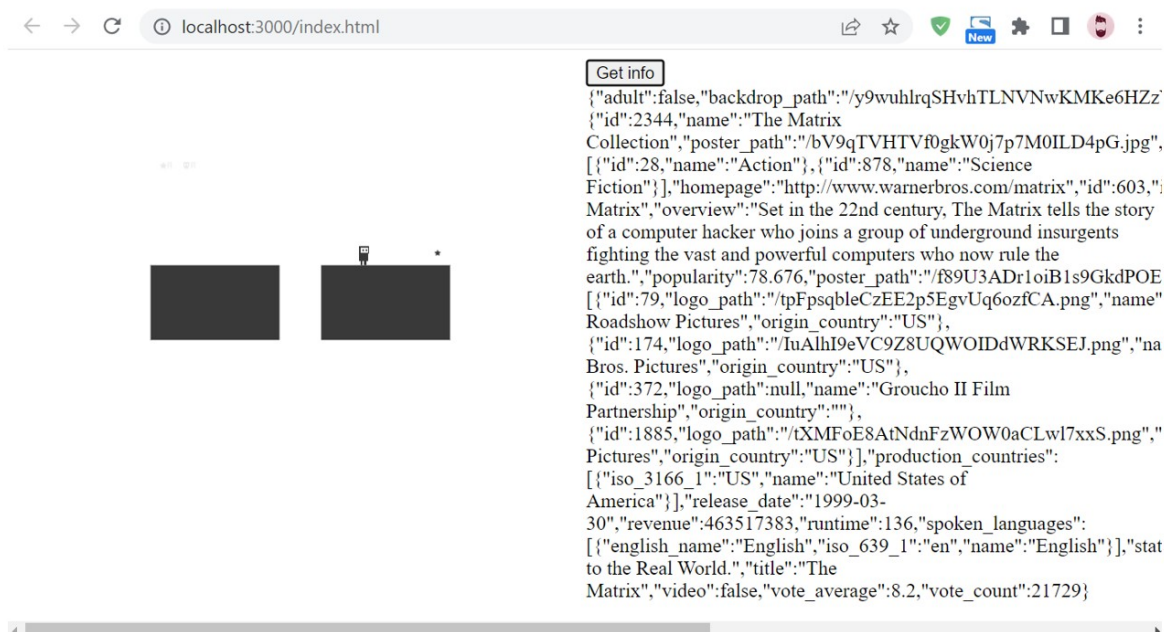 localhost:3000/index.html
New
Get info
{"adult":false,"backdrop_path":"/y9wuhlrqSHvhTLNVNwKMKe6HZz
{"id":2344,"name":"The Matrix
Collection","poster_path":"/bV9qTVHTVf0gkW0j7p7M0ILD4pG.jpg",
[{"id":28,"name":"Action"},{"id":878,"name":"Science
Fiction"}],"homepage":"http://www.warnerbros.com/matrix","id":603,"i
Matrix","overview":"Set in the 22nd century, The Matrix tells the story
of a computer hacker who joins a group of underground insurgents
fighting the vast and powerful computers who now rule the
earth.","popularity":78.676,"poster_path":"/f89U3ADr1oiB1s9GkdPOE
[{"id":79,"logo_path":"/tpFpsqbleCzEE2p5EgvUq6ozfCA.png","name"
Roadshow Pictures","origin_country":"US"},
{"id":174,"logo_path":"/IuAlhI9eVC9Z8UQWOIDdWRKSEJ.png","na
Bros. Pictures","origin_country":"US"},
{"id":372,"logo_path":null,"name":"Groucho II Film
Partnership","origin_country":""},
{"id":1885,"logo_path":"/tXMFoE8AtNdnFzWOW0aCLwl7xxS.png","
Pictures","origin_country":"US"}],"production_countries":
[{"iso_3166_1":"US","name":"United States of
America"}],"release_date":"1999-03-
30","revenue":463517383,"runtime":136,"spoken_languages":
[{"english_name":"English","iso_639_1":"en","name":"English"}],"stat
to the Real World.","title":"The
Matrix","video":false,"vote_average":8.2,"vote_count":21729}